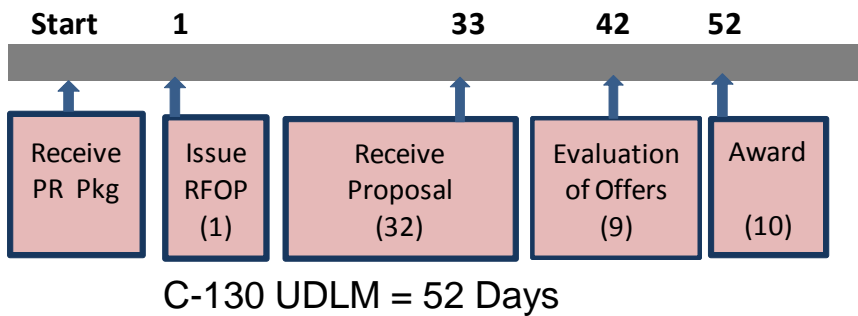 Start 1 33 42 52
Receive
PR Pkg
Issue
RFOP
(1)
Receive
Proposal
(32)
Evaluation
of Offers
(9)
Award
(10)
C-130 UDLM = 52 Days